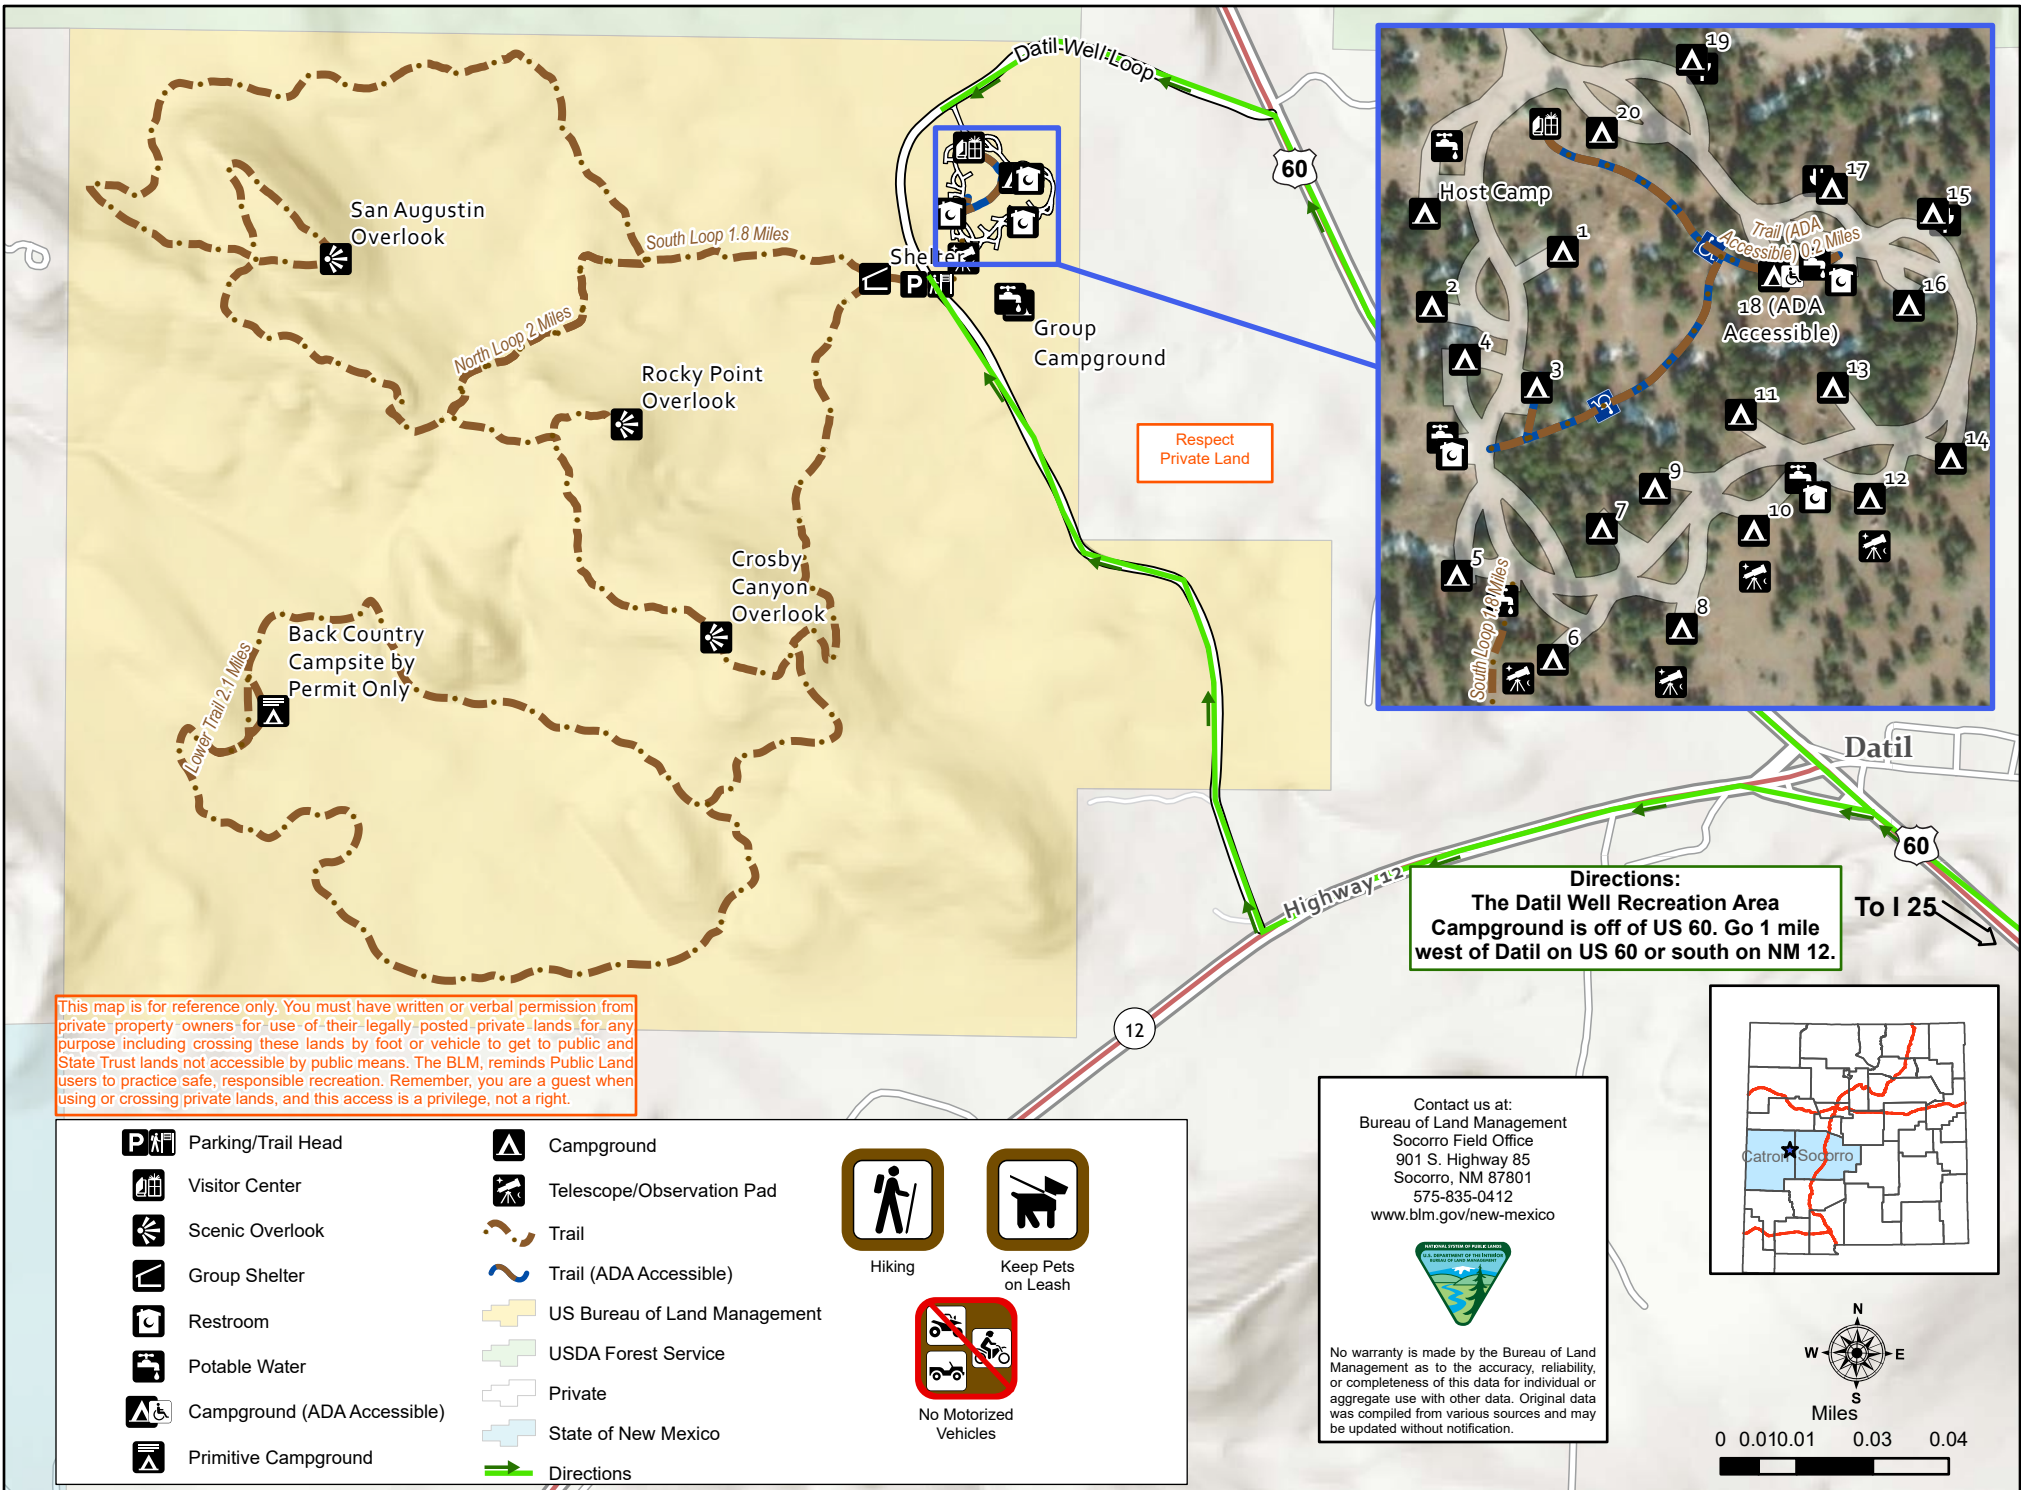 Datil Well Loop
60
San Augustin
Overlook
South Loop 1.8 Miles
Shelter
P
Group
Campground
North Loop 2 Miles
Rocky Point
Overlook
Respect
Private Land
Crosby
Canyon
Overlook
Back Country
Campsite by
Permit Only
Lower Trail 2.1 Miles
19
20
Host Camp
17
15
1
Trail (ADA
Accessible) 0.2 Miles
2
16
18 (ADA
Accessible)
4
3
13
11
14
9
12
7
10
5
South Loop 1.8 Miles
8
6
Datil
60
Highway 12
To I 25
Directions:
The Datil Well Recreation Area
Campground is off of US 60. Go 1 mile
west of Datil on US 60 or south on NM 12.
12
This map is for reference only. You must have written or verbal permission from
private property owners for use of their legally posted private lands for any
purpose including crossing these lands by foot or vehicle to get to public and
State Trust lands not accessible by public means. The BLM, reminds Public Land
users to practice safe, responsible recreation. Remember, you are a guest when
using or crossing private lands, and this access is a privilege, not a right.
P Parking/Trail Head
Visitor Center
Scenic Overlook
Group Shelter
Restroom
Potable Water
Campground (ADA Accessible)
Primitive Campground
Campground
Telescope/Observation Pad
Trail
Trail (ADA Accessible)
US Bureau of Land Management
USDA Forest Service
Private
State of New Mexico
Directions
Hiking
Keep Pets
on Leash
No Motorized
Vehicles
Contact us at:
Bureau of Land Management
Socorro Field Office
901 S. Highway 85
Socorro, NM 87801
575-835-0412
www.blm.gov/new-mexico
NATIONAL SYSTEM OF PUBLIC LANDS
U.S. DEPARTMENT OF THE INTERIOR
BUREAU OF LAND MANAGEMENT
No warranty is made by the Bureau of Land
Management as to the accuracy, reliability,
or completeness of this data for individual or
aggregate use with other data. Original data
was compiled from various sources and may
be updated without notification.
Catron
Socorro
N
W
E
S
Miles
0 0.010.01 0.03 0.04